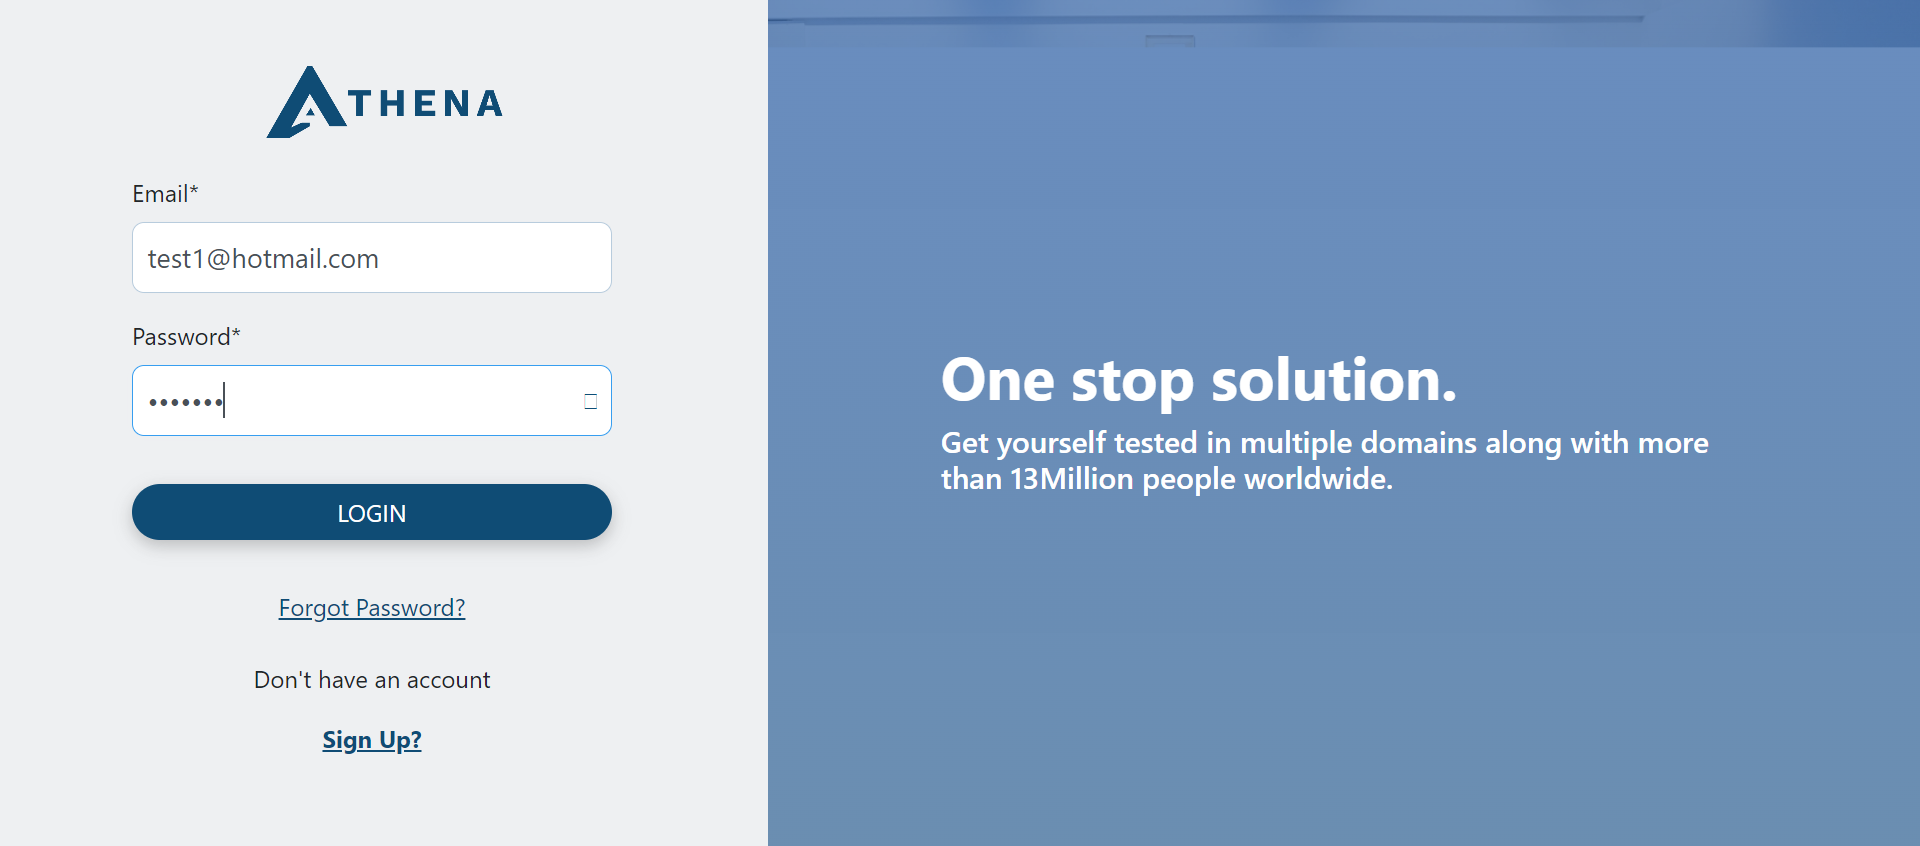 ATHENA
Email*
test1@hotmail.com
Password*
•••••••
LOGIN
Forgot Password?
Don't have an account
Sign Up?
One stop solution.
Get yourself tested in multiple domains along with more
than 13Million people worldwide.